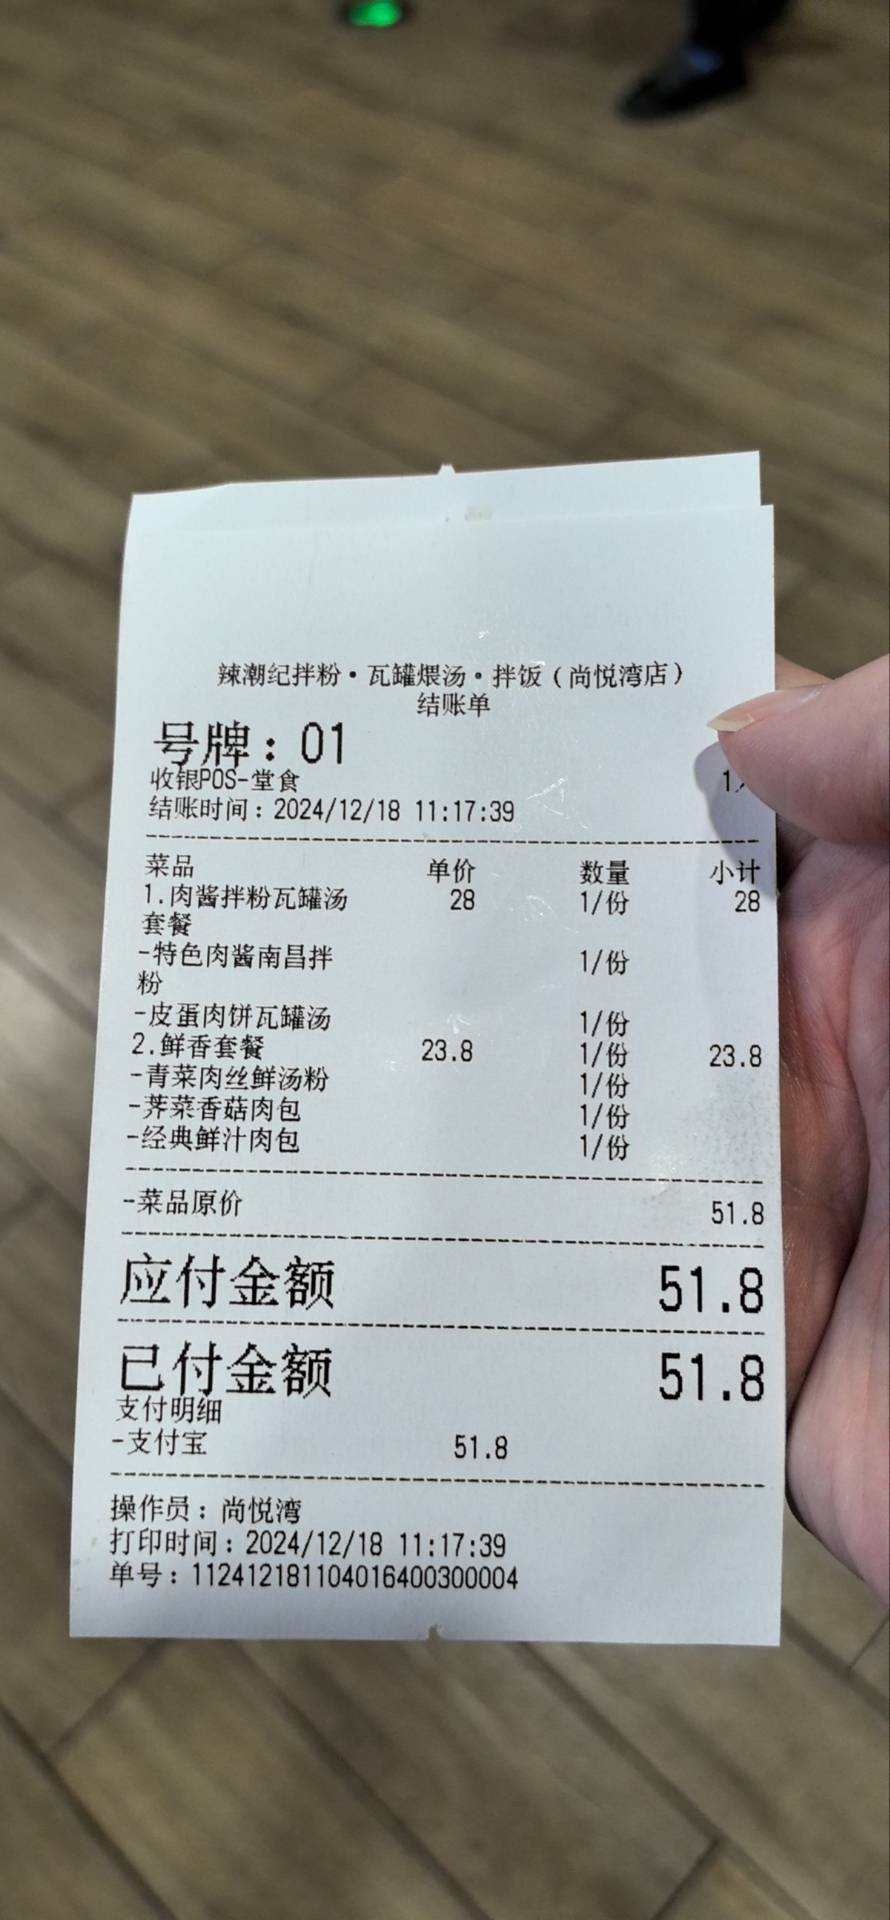 辣潮纪拌粉·瓦罐煨汤·拌饭(尚悦湾店)
结账单
号牌：01
收银POS-堂食 1
结账时间：2024/12/18 11:17:39
菜品 单价 数量 小计
1.肉酱拌粉瓦罐汤 28 1/份 28
套餐
-特色肉酱南昌拌 1/份
粉
-皮蛋肉饼瓦罐汤 1/份
2.鲜香套餐 23.8 1/份 23.8
-青菜肉丝鲜汤粉 1/份
-荠菜香菇肉包 1/份
-经典鲜汁肉包 1/份
-菜品原价 51.8
应付金额 51.8
已付金额 51.8
支付明细
-支付宝 51.8
操作员：尚悦湾
打印时间：2024/12/18 11:17:39
单号：112412181104016400300004